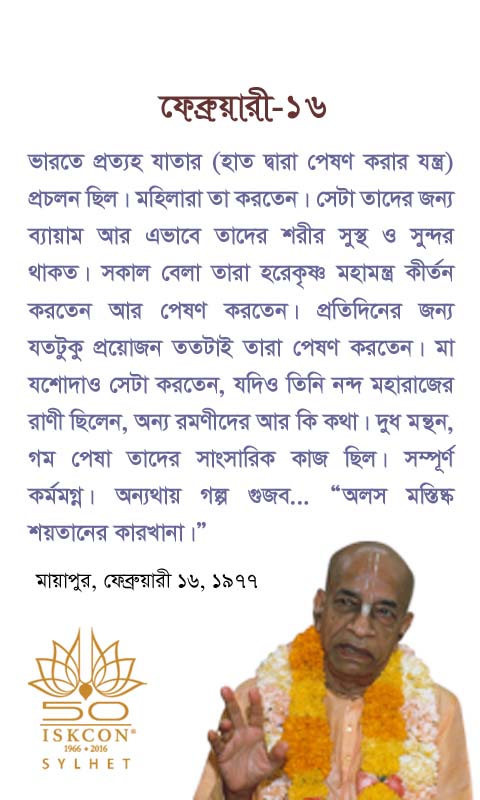 ফেব্রুয়ারী-১৬
ভারতে প্রত্যহ যাতার (হাত দ্বারা পেষণ করার যন্ত্র)
প্রচলন ছিল। মহিলারা তা করতেন। সেটা তাদের জন্য
ব্যায়াম আর এভাবে তাদের শরীর সুস্থ ও সুন্দর
থাকত। সকাল বেলা তারা হরেকৃষ্ণ মহামন্ত্র কীর্তন
করতেন আর পেষণ করতেন। প্রতিদিনের জন্য
যতটুকু প্রয়োজন ততটাই তারা পেষণ করতেন। মা
যশোদাও সেটা করতেন, যদিও তিনি নন্দ মহারাজের
রাণী ছিলেন, অন্য রমণীদের আর কি কথা। দুধ মন্থন,
গম পেষা তাদের সাংসারিক কাজ ছিল। সম্পূর্ণ
কর্মমগ্ন। অন্যথায় গল্প গুজব... “অলস মস্তিষ্ক
শয়তানের কারখানা।”
মায়াপুর, ফেব্রুয়ারী ১৬, ১৯৭৭
50
ISKCON®
1966 • 2016
SYLHET